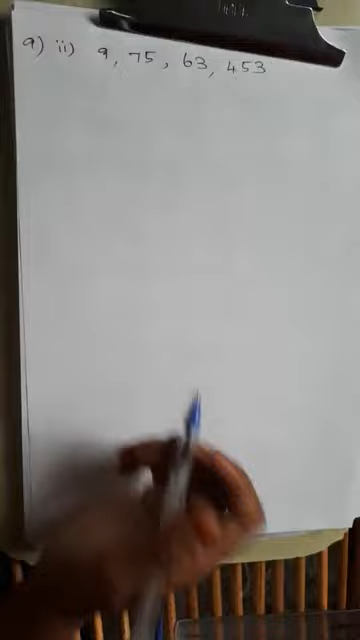 9) ii) 9, 75, 63, 453